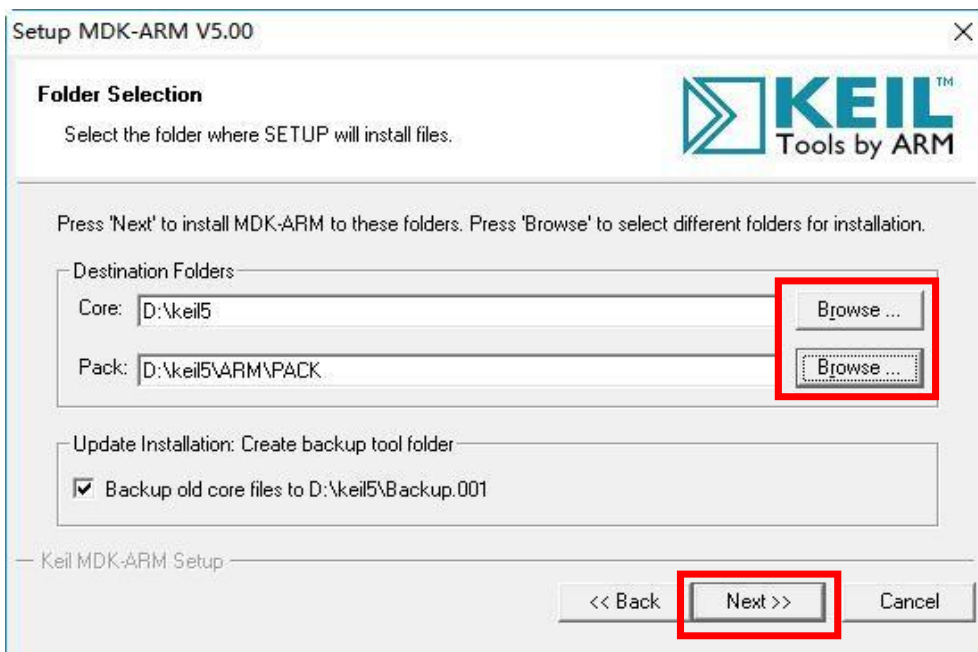 Setup MDK-ARM V5.00
Folder Selection
Select the folder where SETUP will install files.
KEIL™
Tools by ARM
Press 'Next' to install MDK-ARM to these folders. Press 'Browse' to select different folders for installation.
Destination Folders
Core: D:\keil5 Browse ...
Pack: D:\keil5\ARM\PACK Browse ...
Update Installation: Create backup tool folder
Backup old core files to D:\keil5\Backup.001
Keil MDK-ARM Setup
<< Back Next >> Cancel